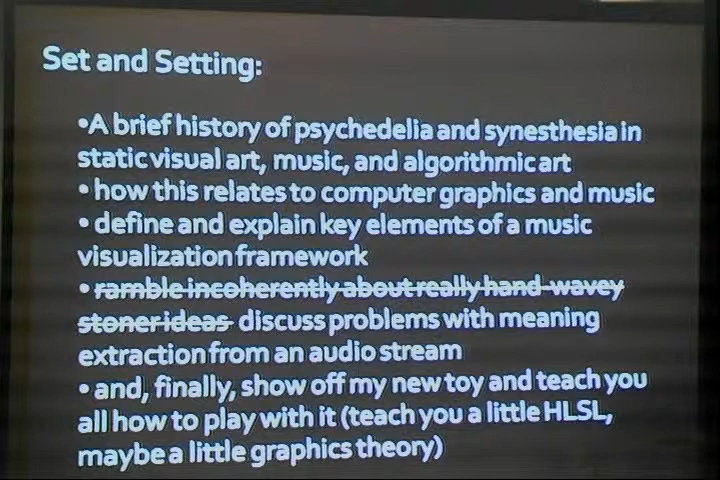 Set and Setting:
•A brief history of psychedelia and synesthesia in
static visual art, music, and algorithmic art
• how this relates to computer graphics and music
• define and explain key elements of a music
visualization framework
• ramble incoherently about really hand-wavey
stoner ideas discuss problems with meaning
extraction from an audio stream
• and, finally, show off my new toy and teach you
all how to play with it (teach you a little HLSL,
maybe a little graphics theory)